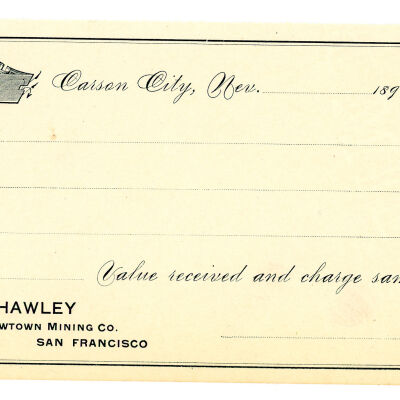 Carson City, Nev. 189
Value received and charge sam
HAWLEY
WTOWN MINING CO.
SAN FRANCISCO